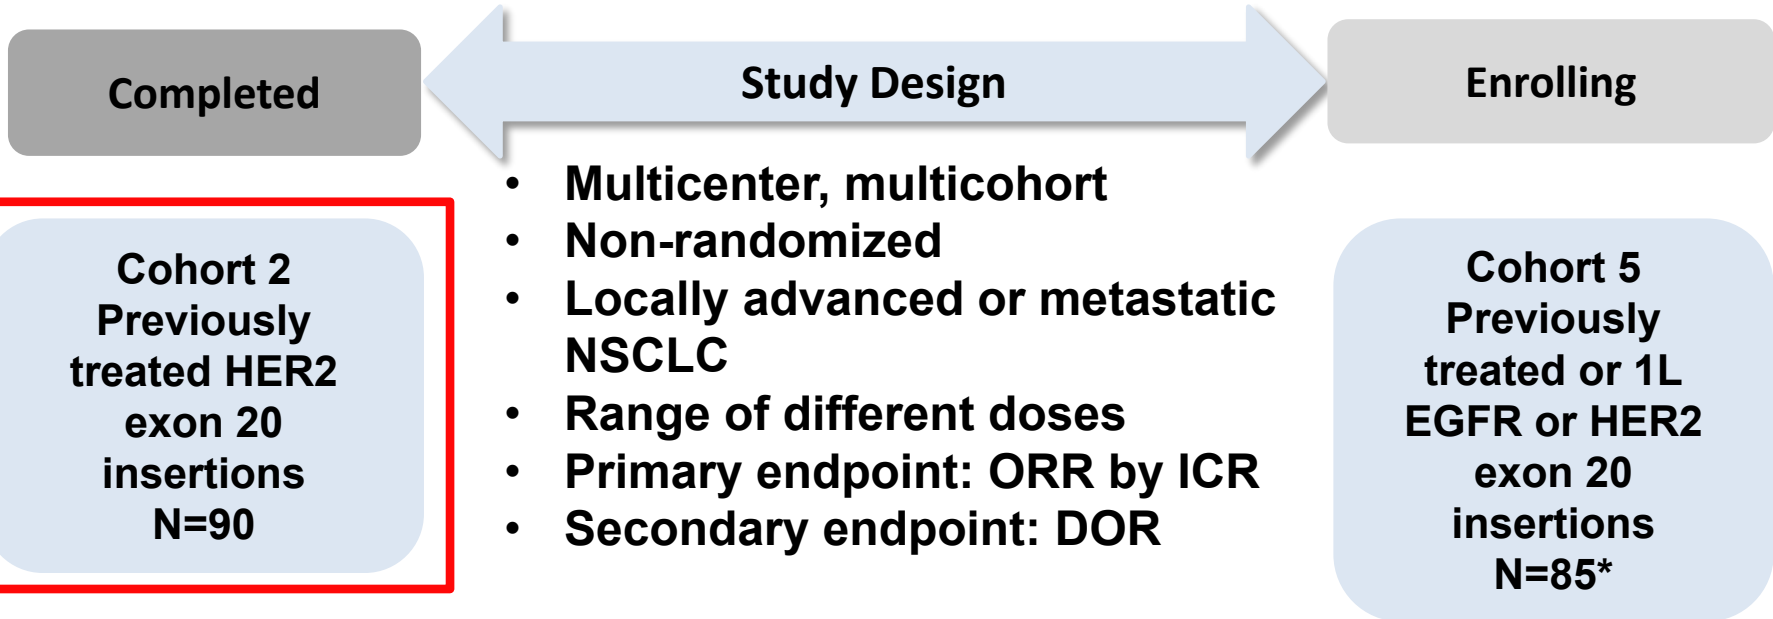 Completed
Study Design
Enrolling
Cohort 2
Previously
treated HER2
exon 20
insertions
N=90
• Multicenter, multicohort
• Non-randomized
• Locally advanced or metastatic
NSCLC
• Range of different doses
• Primary endpoint: ORR by ICR
• Secondary endpoint: DOR
Cohort 5
Previously
treated or 1L
EGFR or HER2
exon 20
insertions
N=85*